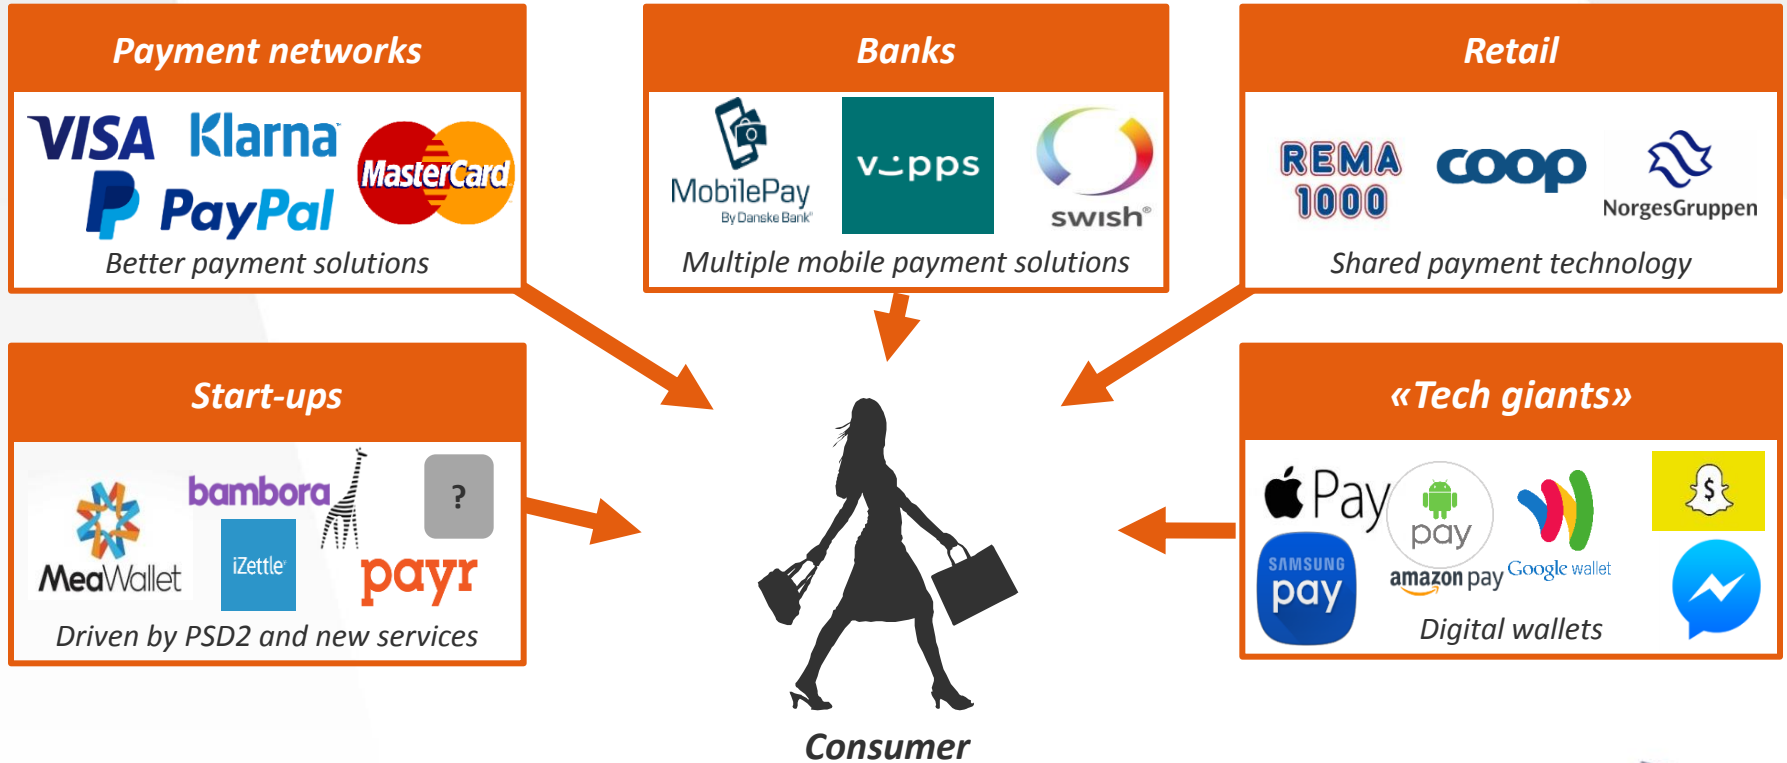 Payment networks
VISA
Klarna
MasterCard
PayPal
Better payment solutions
Banks
MobilePay
By Danske Bank
vipps
swish®
Multiple mobile payment solutions
Retail
REMA
1000
coop
NorgesGruppen
Shared payment technology
Start-ups
bambora
?
MeaWallet
iZettle
payr
Driven by PSD2 and new services
«Tech giants»
Pay
pay
$
SAMSUNG
pay
amazon pay
Google wallet
Digital wallets
Consumer